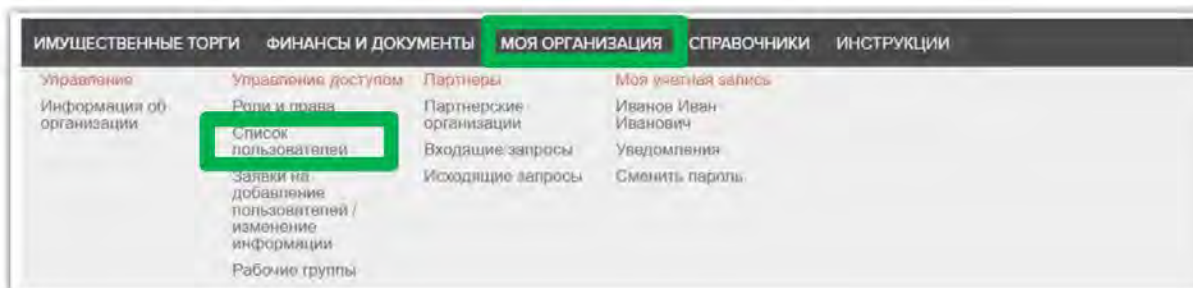 ИМУЩЕСТВЕННЫЕ ТОРГИ ФИНАНСЫ И ДОКУМЕНТЫ МОЯ ОРГАНИЗАЦИЯ СПРАВОЧНИКИ ИНСТРУКЦИИ
Управление
Информация об
организации
Управление доступом
Роли и права
Список
пользователей
Заявки на
добавление
пользователей /
изменение
информации
Рабочие группы
Партнеры
Партнерские
организации
Входящие запросы
Исходящие запросы
Моя учетная запись
Иванов Иван
Иванович
Уведомления
Сменить пароль